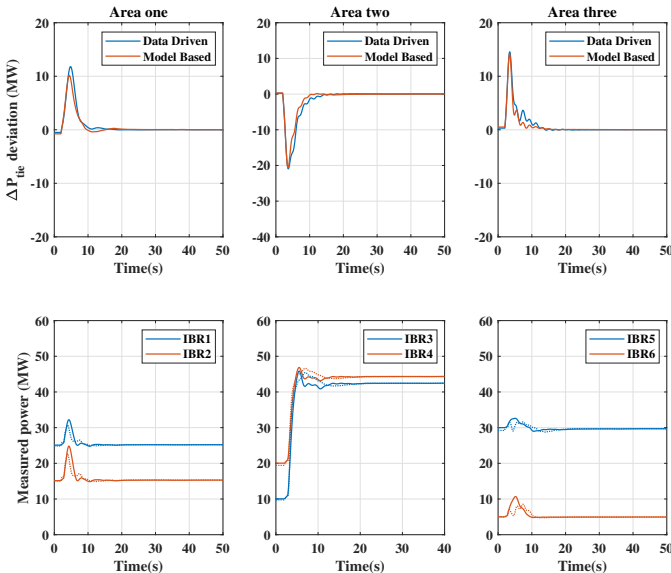 Area one
Area two
Area three
ΔP_tie deviation (MW)
20
10
0
-10
-20
Data Driven
Model Based
0 10 20 30 40 50
Time(s)
20
10
0
-10
-20
-30
-40
Data Driven
Model Based
0 10 20 30 40 50
Time(s)
20
10
0
-10
-20
Data Driven
Model Based
0 10 20 30 40 50
Time(s)
Measured power (MW)
60
50
40
30
20
10
0
IBR1
IBR2
0 10 20 30 40 50
Time(s)
60
50
40
30
20
10
0
IBR3
IBR4
0 10 20 30 40
Time(s)
60
50
40
30
20
10
0
IBR5
IBR6
0 10 20 30 40 50
Time(s)